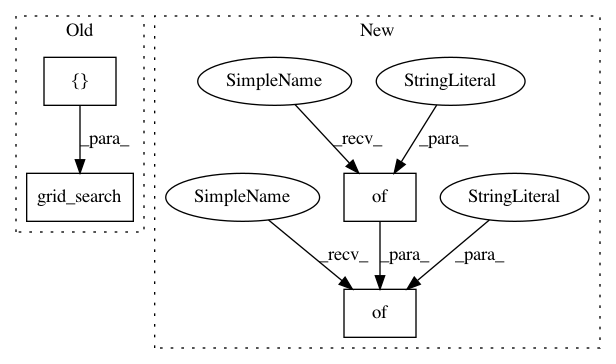 Old
New
{}
SimpleName
StringLiteral
_para_
_recv_
_para_
grid_search
SimpleName
of
StringLiteral
_recv_
_para_
_para_
of